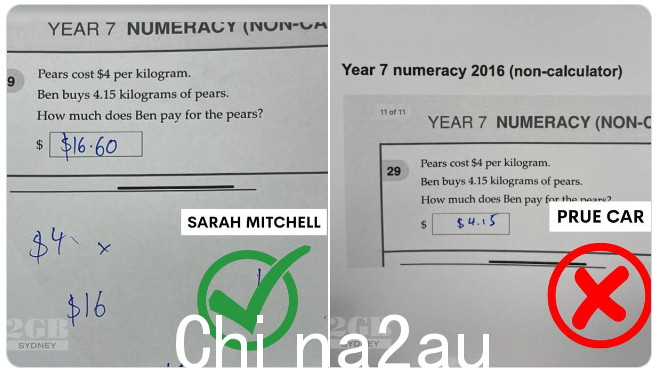 YEAR 7 NUMERACY (NON-CA
9
Pears cost $4 per kilogram.
Ben buys 4.15 kilograms of pears.
How much does Ben pay for the pears?
$ $16.60
SARAH MITCHELL
$4 ×
$16
2GB
SYDNEY
Year 7 numeracy 2016 (non-calculator)
11 of 11
YEAR 7 NUMERACY (NON-C
29
Pears cost $4 per kilogram.
Ben buys 4.15 kilograms of pears.
How much does Ben pay for the pears?
$ $4.15
PRUE CAR
2GB
SYDNEY
China2au